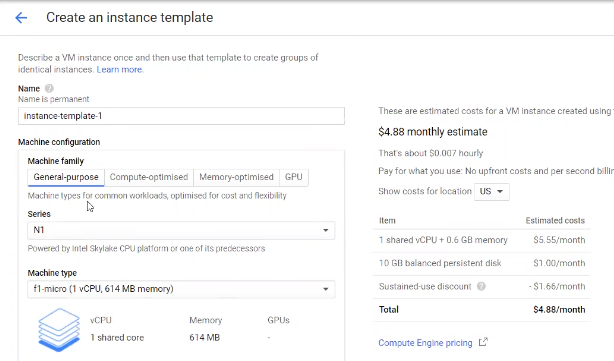 Create an instance template
Describe a VM instance once and then use that template to create groups of
identical instances. Learn more.
Name
Name is permanent
instance-template-1
Machine configuration
Machine family
General-purpose
Compute-optimised
Memory-optimised
GPU
Machine types for common workloads, optimised for cost and flexibility
Series
N1
Powered by Intel Skylake CPU platform or one of its predecessors
Machine type
f1-micro (1 vCPU, 614 MB memory)
vCPU Memory GPUs
1 shared core 614 MB -
These are estimated costs for a VM instance created using
$4.88 monthly estimate
That's about $0.007 hourly
Pay for what you use: No upfront costs and per second
Show costs for location US
Item Estimated costs
1 shared vCPU + 0.6 GB memory $5.55/month
10 GB balanced persistent disk $1.00/month
Sustained-use discount - $1.66/month
Total $4.88/month
Compute Engine pricing